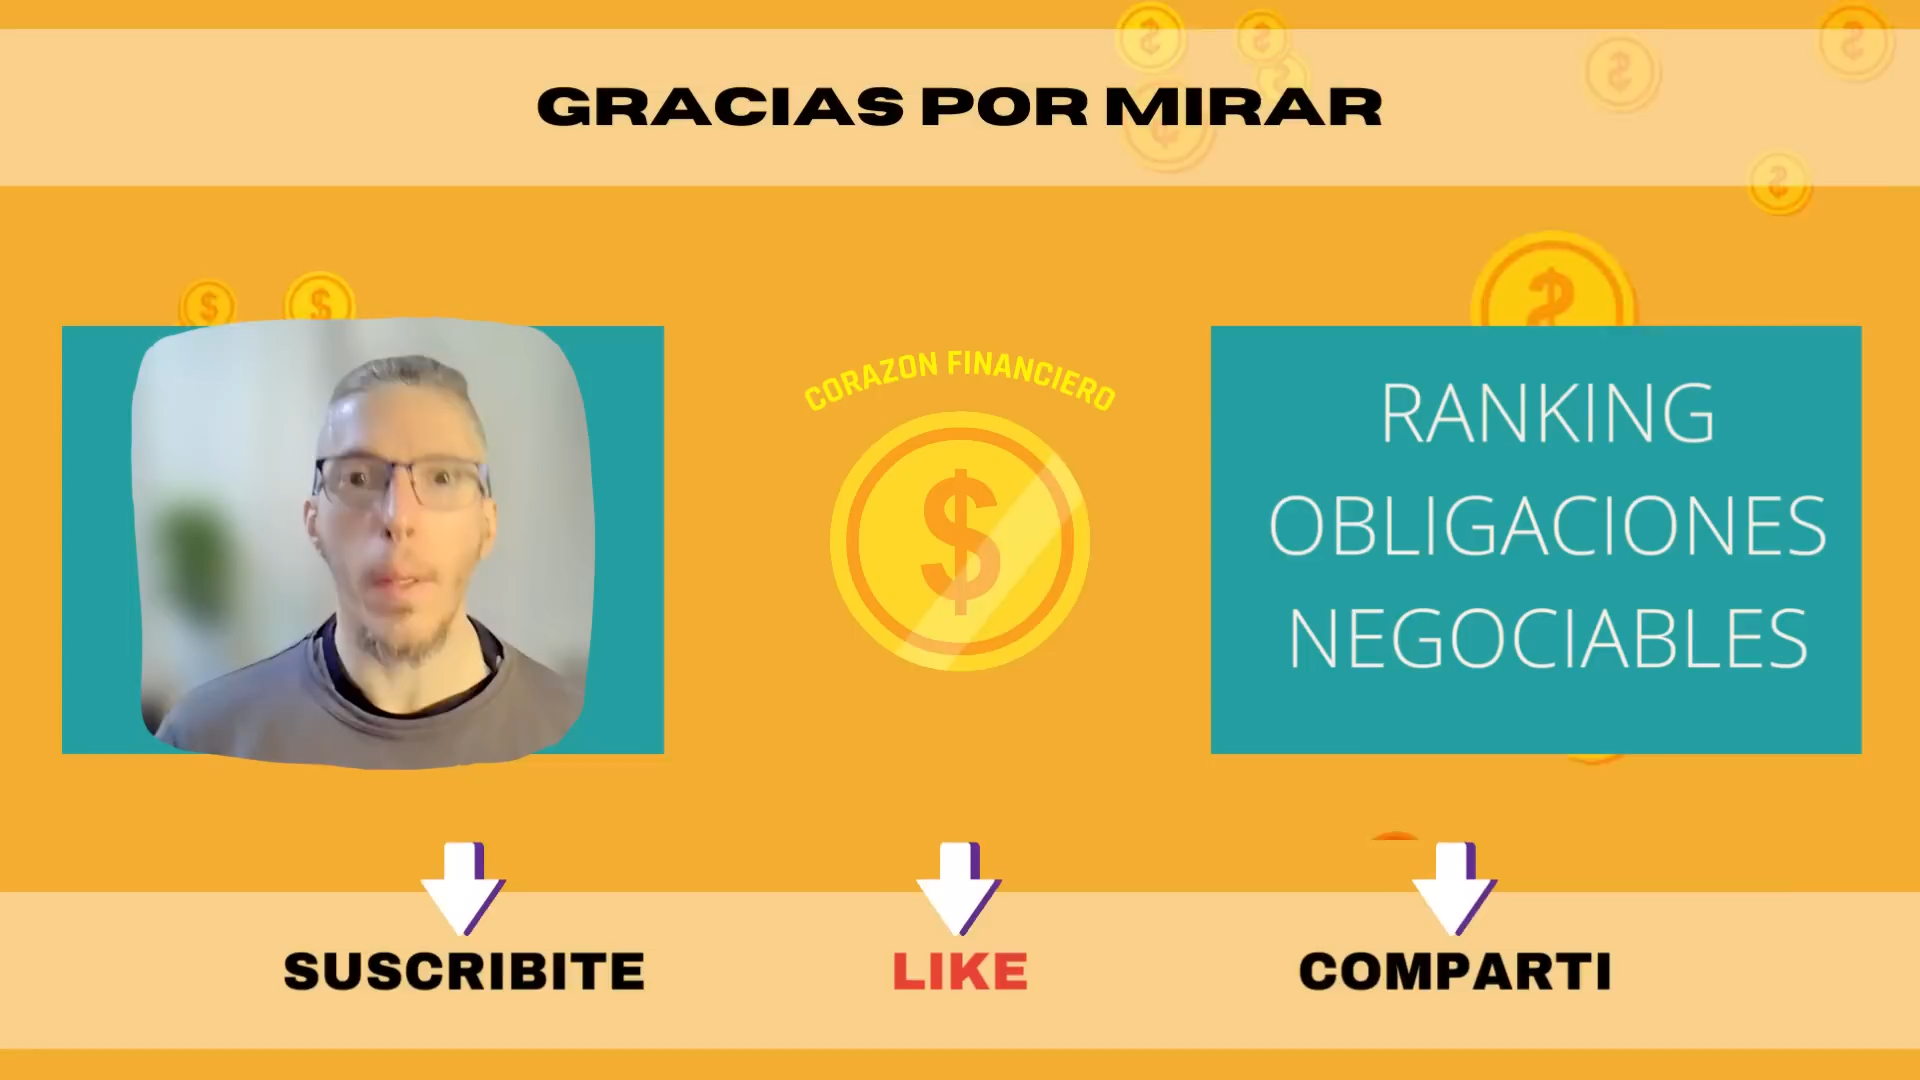 GRACIAS POR MIRAR
CORAZON FINANCIERO
$
RANKING
OBLIGACIONES
NEGOCIABLES
SUSCRIBITE
LIKE
COMPARTI